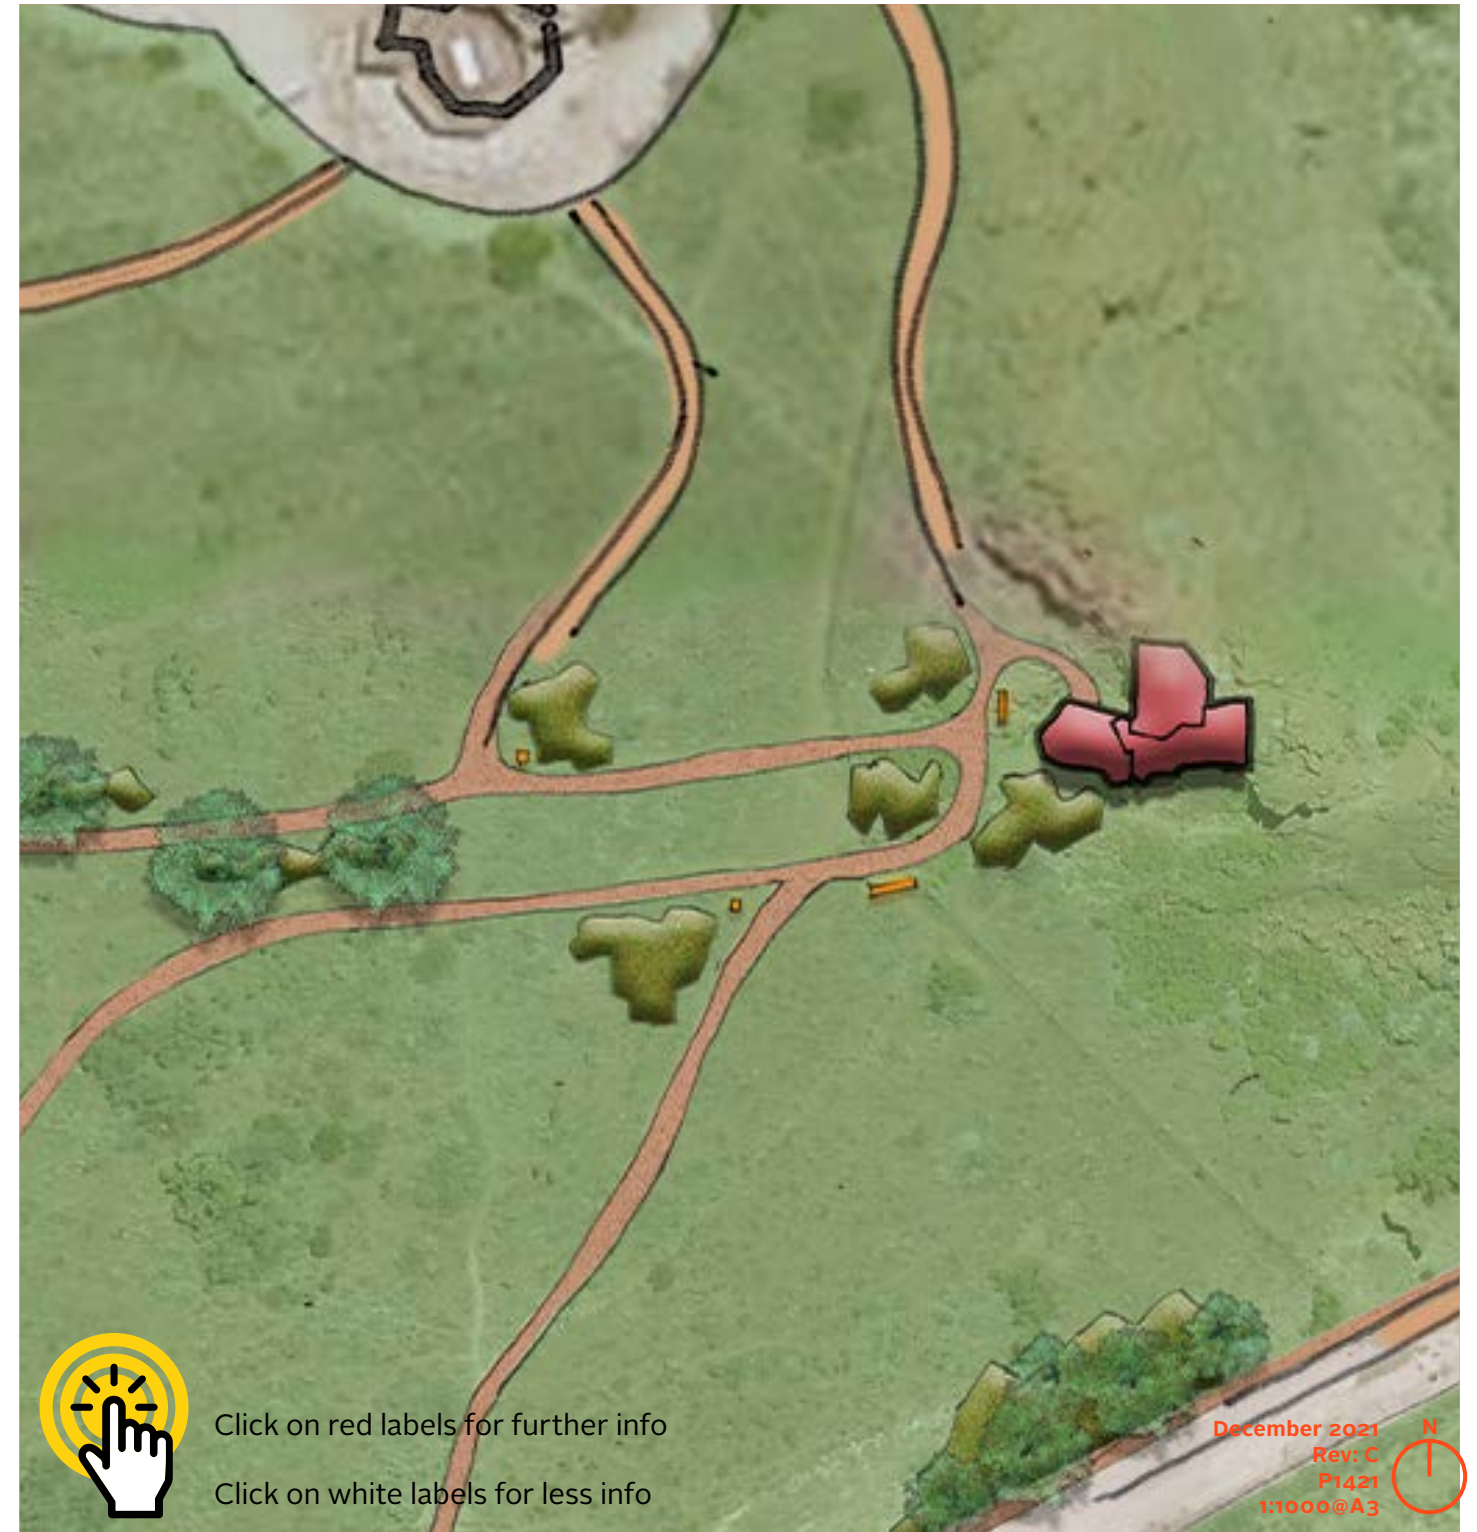 Click on red labels for further info
Click on white labels for less info
December 2021
N
Rev: C
P1421
1:1000@A3